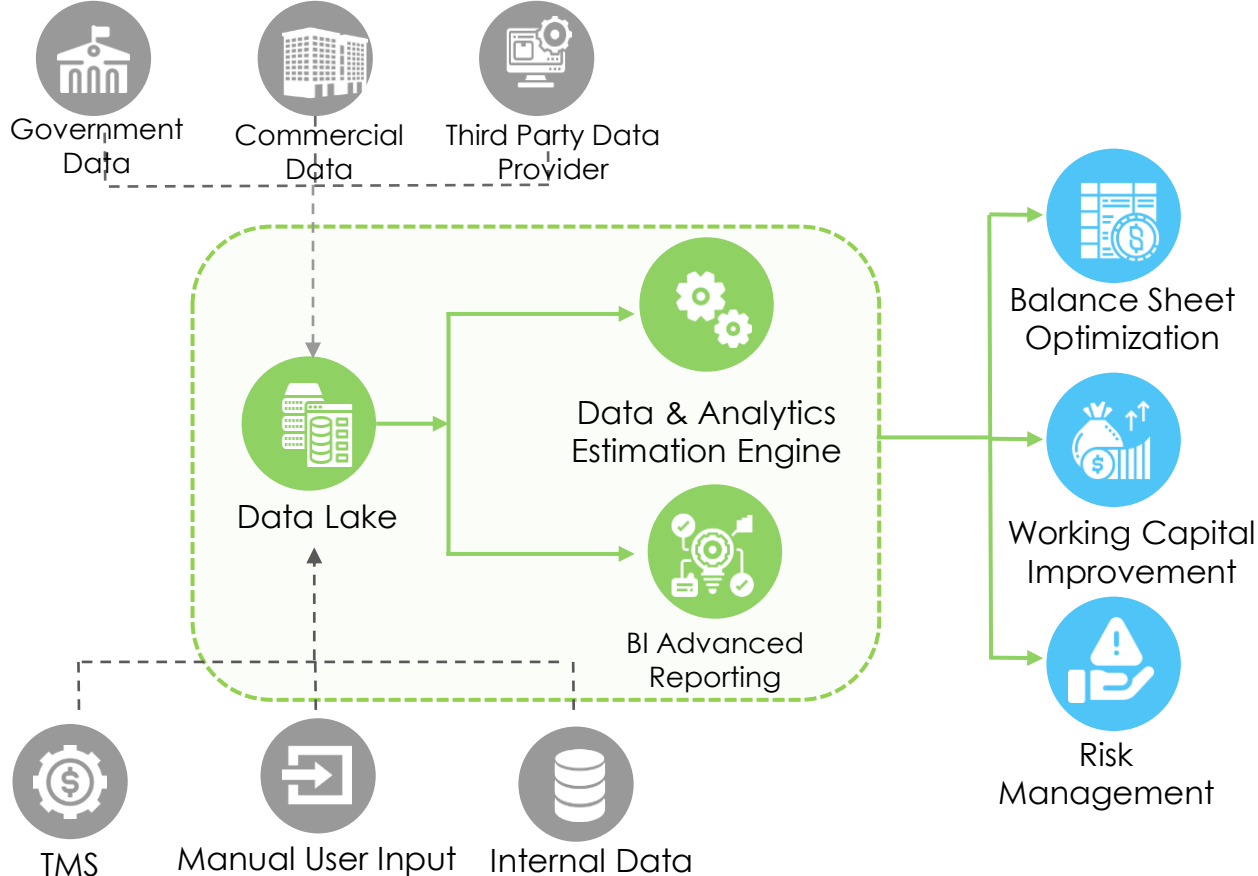 Government
Data
Commercial
Data
Third Party Data
Provider
Balance Sheet
Optimization
Data & Analytics
Estimation Engine
Data Lake
Working Capital
Improvement
BI Advanced
Reporting
Risk
Management
TMS
Manual User Input
Internal Data